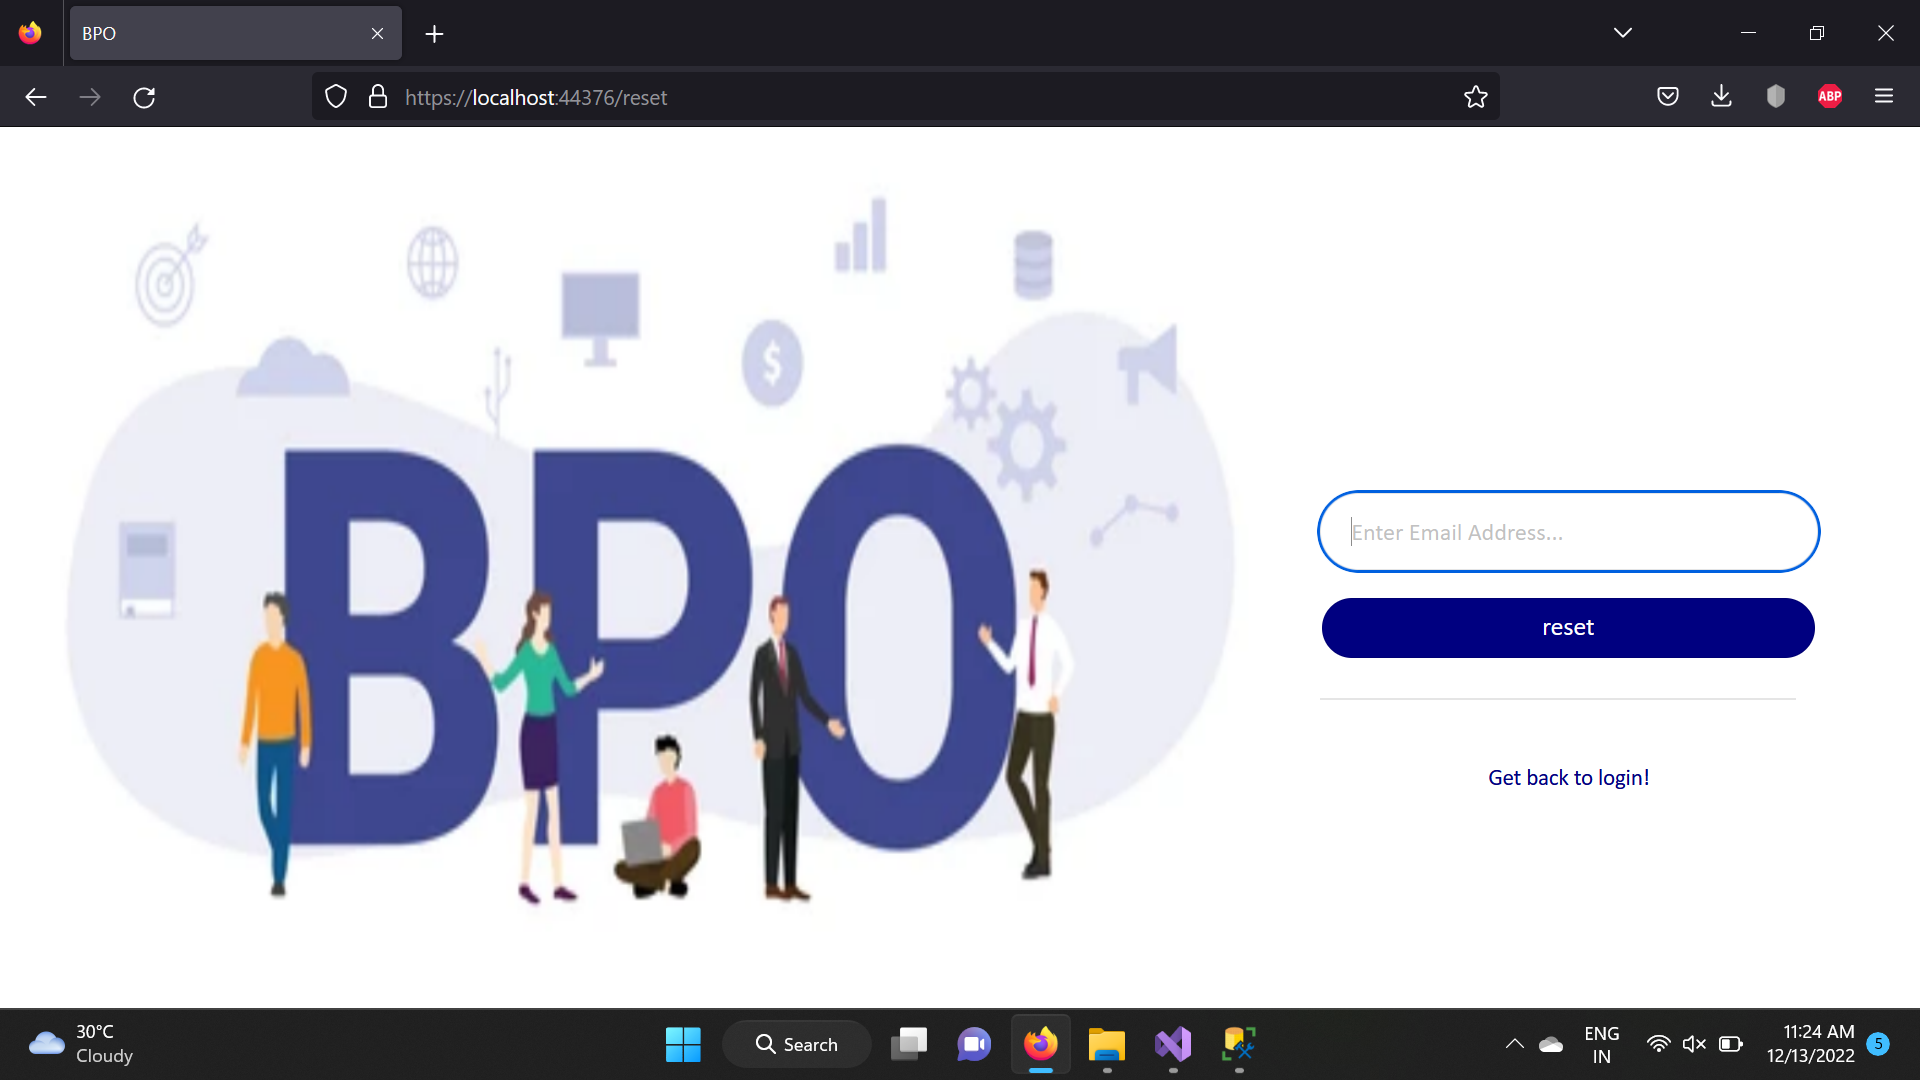 BPO
https://localhost:44376/reset
ABP
$
BPO
Enter Email Address...
reset
Get back to login!
30°C
Cloudy
Search
ENG
IN
11:24 AM
12/13/2022
5